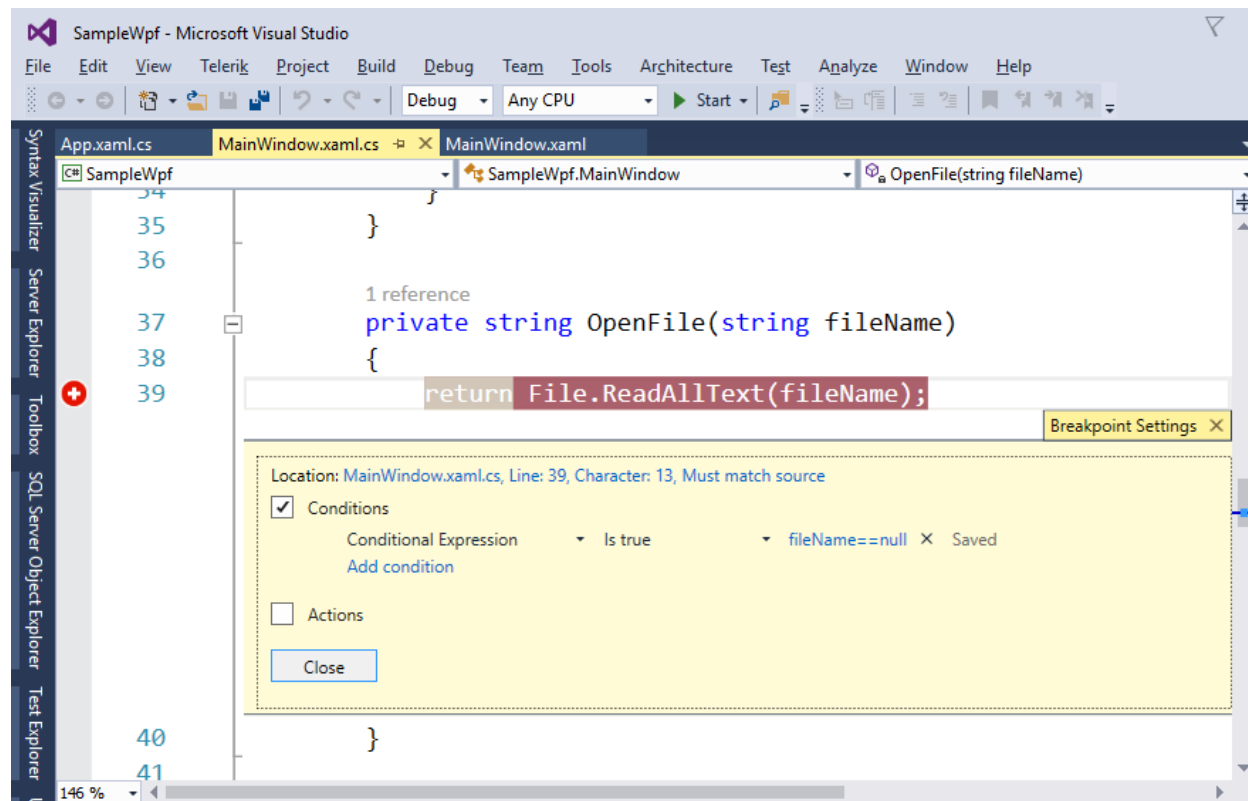 SampleWpf - Microsoft Visual Studio
File Edit View Telerik Project Build Debug Team Tools Architecture Test Analyze Window Help
Debug Any CPU Start
App.xaml.cs MainWindow.xaml.cs MainWindow.xaml
C# SampleWpf SampleWpf.MainWindow OpenFile(string fileName)
34 }
35 }
36
1 reference
37 private string OpenFile(string fileName)
38 {
39 return File.ReadAllText(fileName);
Breakpoint Settings
Location: MainWindow.xaml.cs, Line: 39, Character: 13, Must match source
Conditions
Conditional Expression Is true fileName==null Saved
Add condition
Actions
Close
40 }
41
146 %
Syntax Visualizer
Server Explorer
Toolbox
SQL Server Object Explorer
Test Explorer